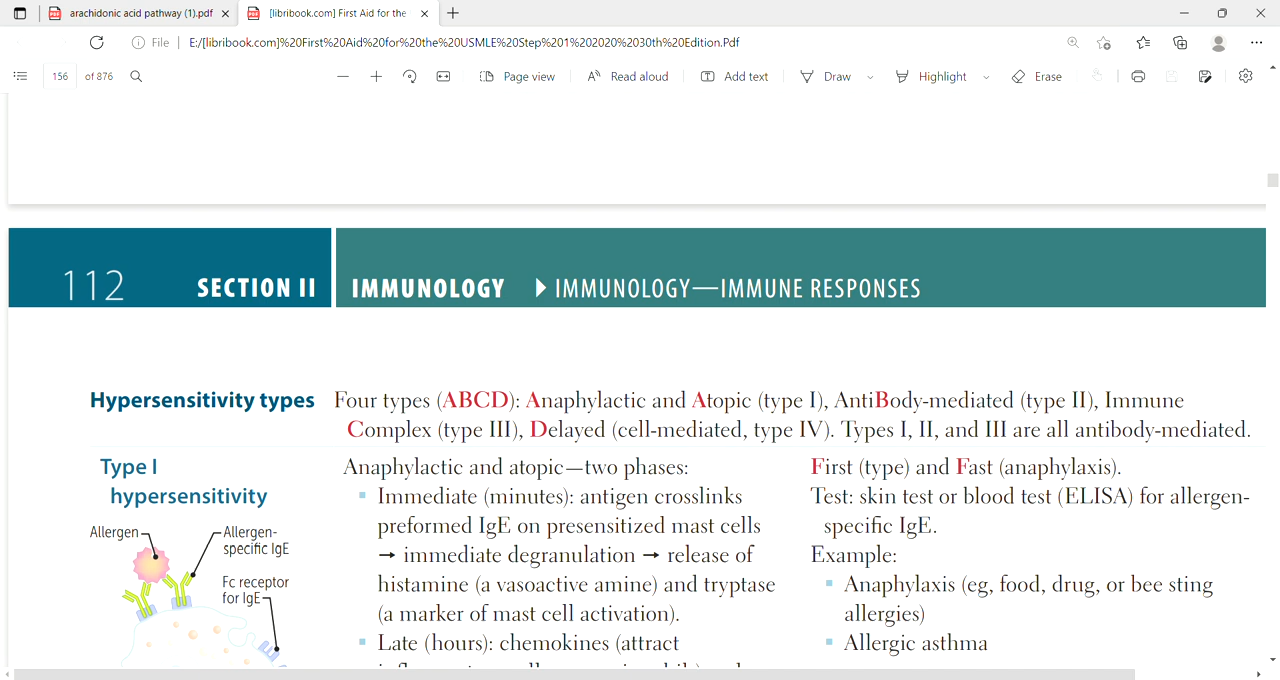 arachidonic acid pathway (1).pdf
[libribook.com] First Aid for the
File
E:/[libribook.com]%20First%20Aid%20for%20the%20USMLE%20Step%201%202020%2030th%20Edition.Pdf
156 of 876
Page view
Read aloud
Add text
Draw
Highlight
Erase
112 SECTION II IMMUNOLOGY ▶ IMMUNOLOGY—IMMUNE RESPONSES
Hypersensitivity types
Four types (ABCD): Anaphylactic and Atopic (type I), AntiBody-mediated (type II), Immune
Complex (type III), Delayed (cell-mediated, type IV). Types I, II, and III are all antibody-mediated.
Type I
hypersensitivity
Allergen
Allergen-
specific IgE
Fc receptor
for IgE
Anaphylactic and atopic—two phases:
▪ Immediate (minutes): antigen crosslinks
preformed IgE on presensitized mast cells
→ immediate degranulation → release of
histamine (a vasoactive amine) and tryptase
(a marker of mast cell activation).
▪ Late (hours): chemokines (attract
First (type) and Fast (anaphylaxis).
Test: skin test or blood test (ELISA) for allergen-
specific IgE.
Example:
▪ Anaphylaxis (eg, food, drug, or bee sting
allergies)
▪ Allergic asthma